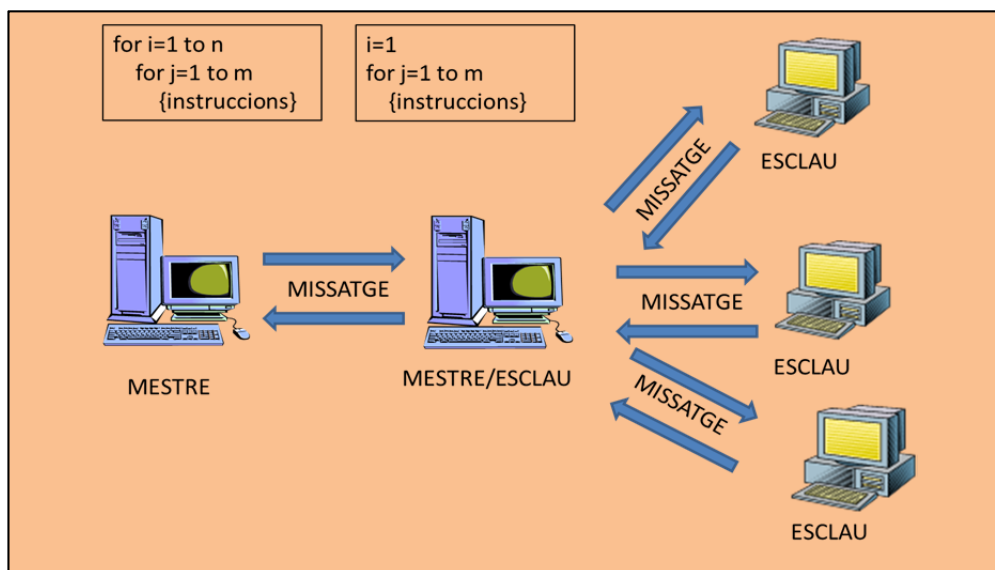 for i=1 to n
for j=1 to m
{instruccions}
i=1
for j=1 to m
{instruccions}
MISSATGE
ESCLAU
MISSATGE
MISSATGE
MESTRE
MESTRE/ESCLAU
ESCLAU
MISSATGE
ESCLAU